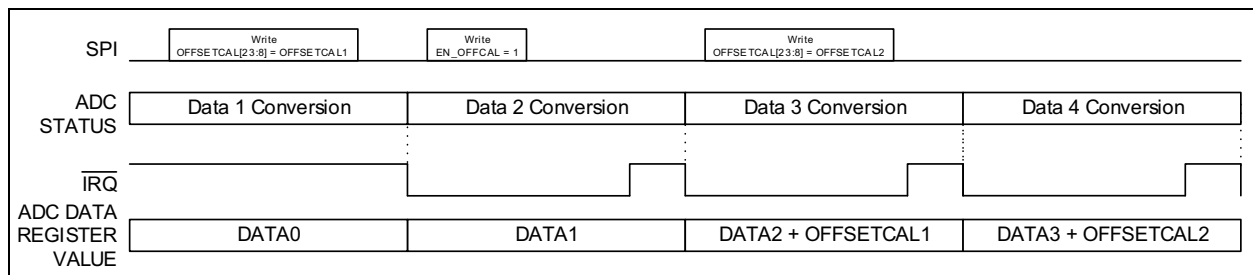 SPI
Write
OFFSETCAL[23:8] = OFFSETCAL1
Write
EN_OFFCAL = 1
Write
OFFSETCAL[23:8] = OFFSETCAL2
ADC
STATUS
Data 1 Conversion
Data 2 Conversion
Data 3 Conversion
Data 4 Conversion
IRQ
ADC DATA
REGISTER
VALUE
DATA0
DATA1
DATA2 + OFFSETCAL1
DATA3 + OFFSETCAL2